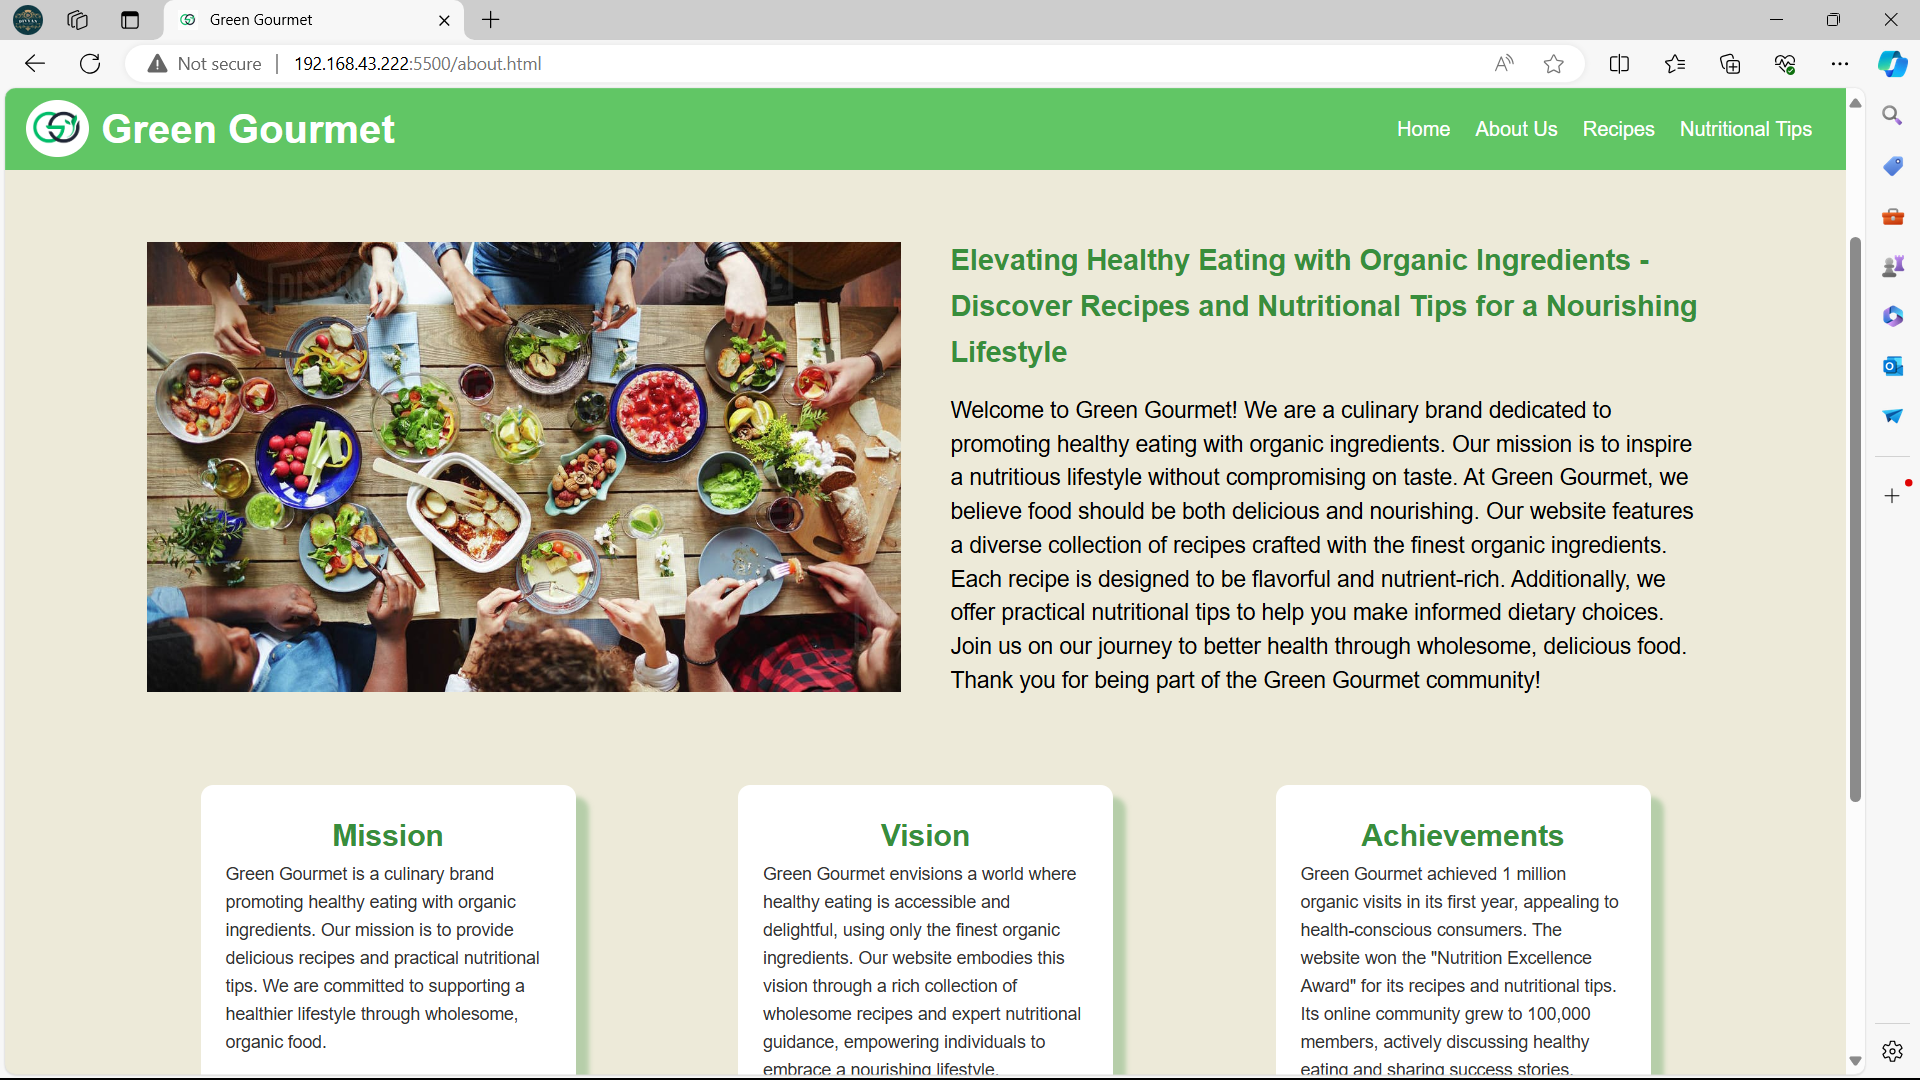 Green Gourmet
Not secure
192.168.43.222:5500/about.html
Green Gourmet
Home About Us Recipes Nutritional Tips
Elevating Healthy Eating with Organic Ingredients -
Discover Recipes and Nutritional Tips for a Nourishing
Lifestyle
Welcome to Green Gourmet! We are a culinary brand dedicated to
promoting healthy eating with organic ingredients. Our mission is to inspire
a nutritious lifestyle without compromising on taste. At Green Gourmet, we
believe food should be both delicious and nourishing. Our website features
a diverse collection of recipes crafted with the finest organic ingredients.
Each recipe is designed to be flavorful and nutrient-rich. Additionally, we
offer practical nutritional tips to help you make informed dietary choices.
Join us on our journey to better health through wholesome, delicious food.
Thank you for being part of the Green Gourmet community!
Mission
Green Gourmet is a culinary brand
promoting healthy eating with organic
ingredients. Our mission is to provide
delicious recipes and practical nutritional
tips. We are committed to supporting a
healthier lifestyle through wholesome,
organic food.
Vision
Green Gourmet envisions a world where
healthy eating is accessible and
delightful, using only the finest organic
ingredients. Our website embodies this
vision through a rich collection of
wholesome recipes and expert nutritional
guidance, empowering individuals to
embrace a nourishing lifestyle.
Achievements
Green Gourmet achieved 1 million
organic visits in its first year, appealing to
health-conscious consumers. The
website won the "Nutrition Excellence
Award" for its recipes and nutritional tips.
Its online community grew to 100,000
members, actively discussing healthy
eating and sharing success stories.